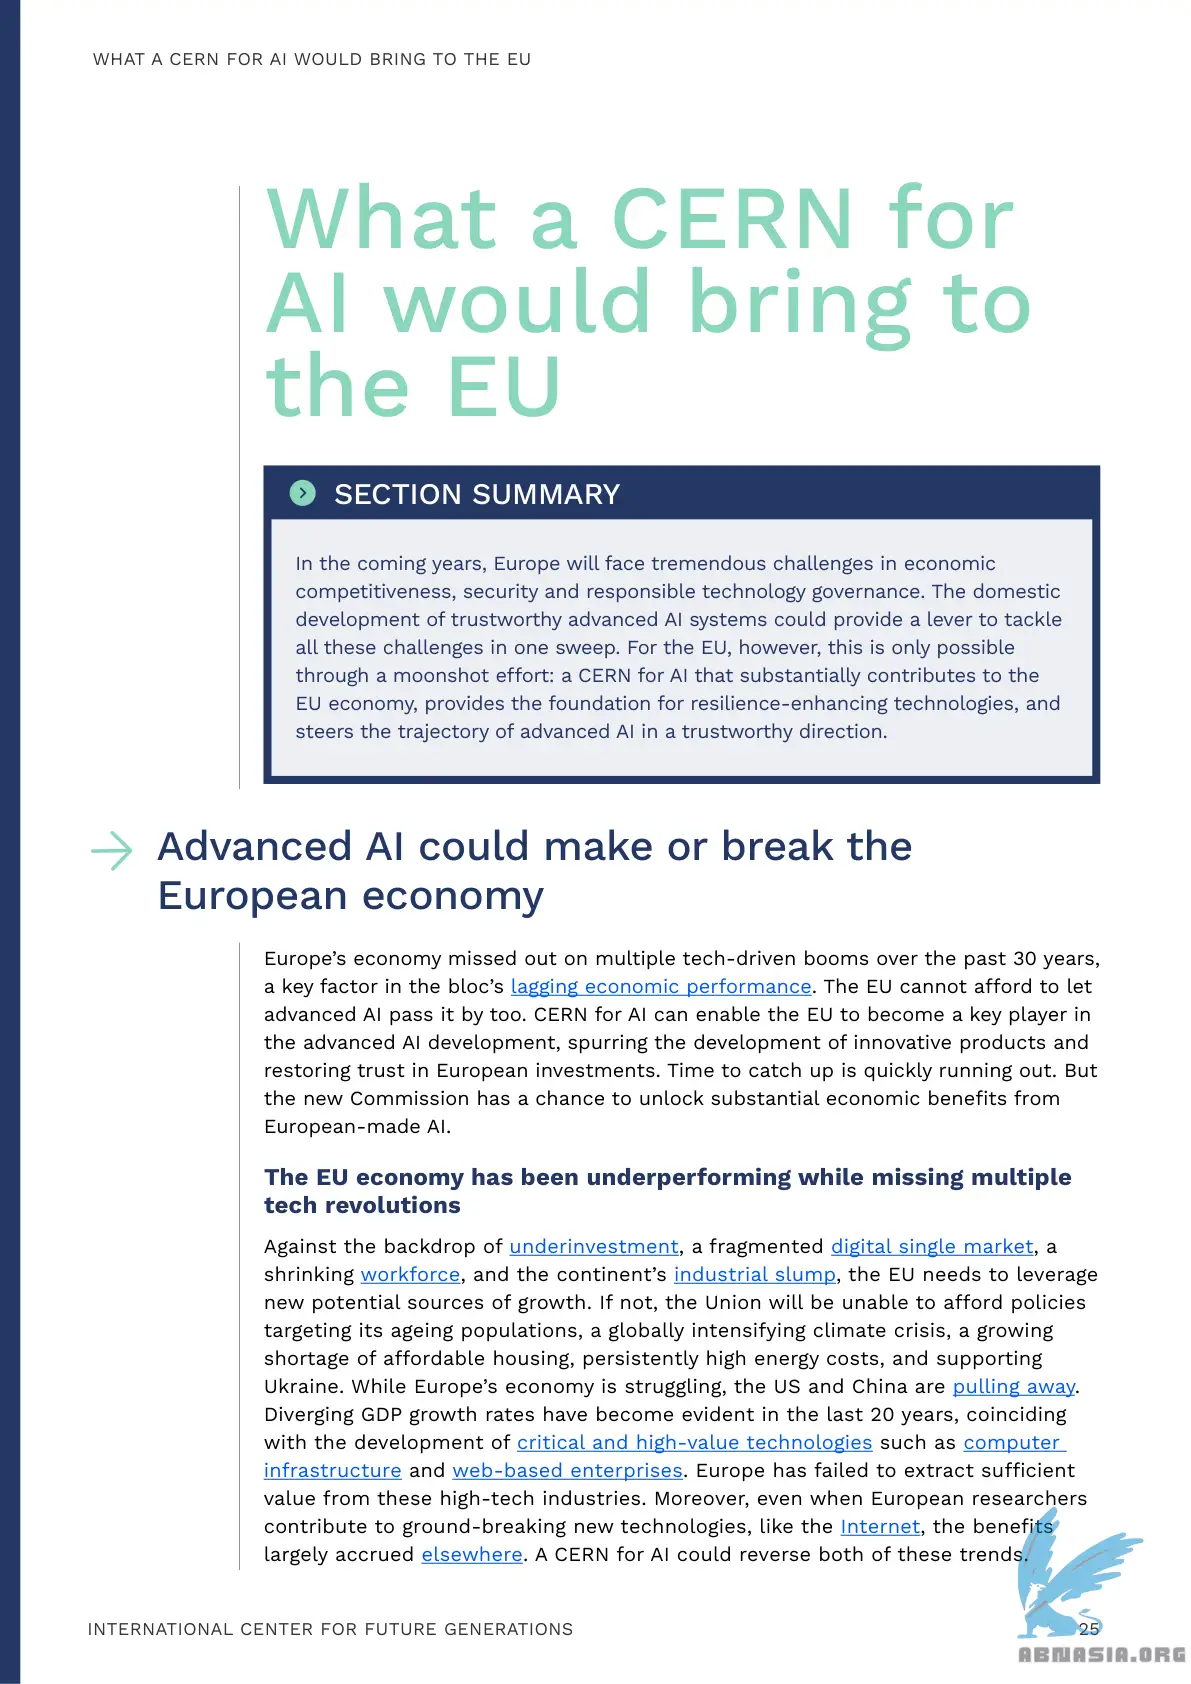 WHAT A CERN FOR AI WOULD BRING TO THE EU
What a CERN for
AI would bring to
the EU
SECTION SUMMARY
In the coming years, Europe will face tremendous challenges in economic
competitiveness, security and responsible technology governance. The domestic
development of trustworthy advanced AI systems could provide a lever to tackle
all these challenges in one sweep. For the EU, however, this is only possible
through a moonshot effort: a CERN for AI that substantially contributes to the
EU economy, provides the foundation for resilience-enhancing technologies, and
steers the trajectory of advanced AI in a trustworthy direction.
Advanced AI could make or break the
European economy
Europe’s economy missed out on multiple tech-driven booms over the past 30 years,
a key factor in the bloc’s lagging economic performance. The EU cannot afford to let
advanced AI pass it by too. CERN for AI can enable the EU to become a key player in
the advanced AI development, spurring the development of innovative products and
restoring trust in European investments. Time to catch up is quickly running out. But
the new Commission has a chance to unlock substantial economic benefits from
European-made AI.
The EU economy has been underperforming while missing multiple
tech revolutions
Against the backdrop of underinvestment, a fragmented digital single market, a
shrinking workforce, and the continent’s industrial slump, the EU needs to leverage
new potential sources of growth. If not, the Union will be unable to afford policies
targeting its ageing populations, a globally intensifying climate crisis, a growing
shortage of affordable housing, persistently high energy costs, and supporting
Ukraine. While Europe’s economy is struggling, the US and China are pulling away.
Diverging GDP growth rates have become evident in the last 20 years, coinciding
with the development of critical and high-value technologies such as computer
infrastructure and web-based enterprises. Europe has failed to extract sufficient
value from these high-tech industries. Moreover, even when European researchers
contribute to ground-breaking new technologies, like the Internet, the benefits
largely accrued elsewhere. A CERN for AI could reverse both of these trends.
INTERNATIONAL CENTER FOR FUTURE GENERATIONS
25
ABNASIA.ORG